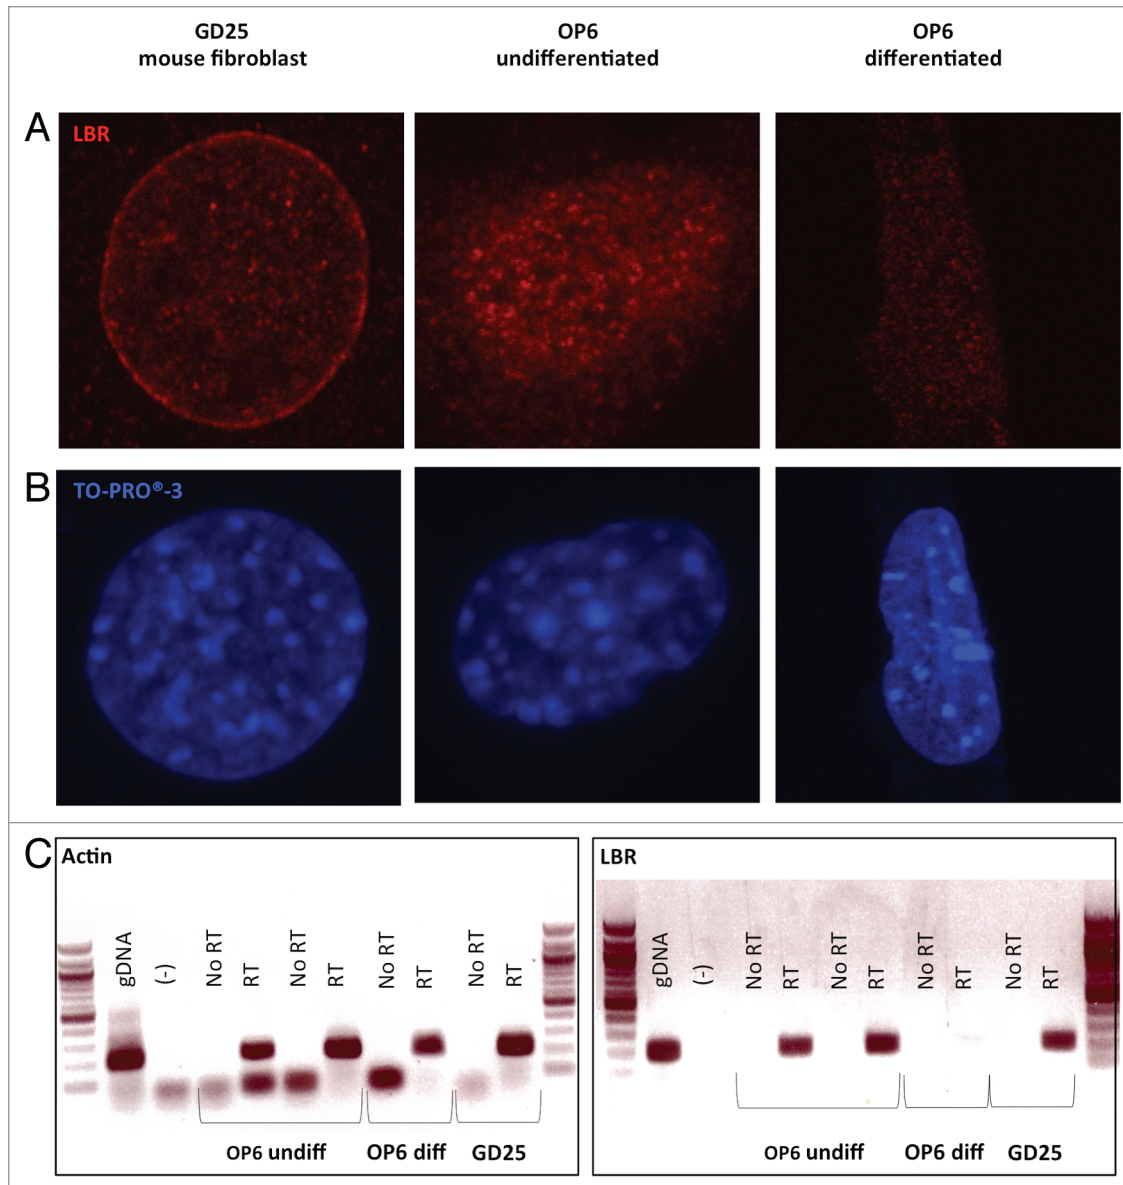 GD25
mouse fibroblast
OP6
undifferentiated
OP6
differentiated
A
LBR
B
TO-PRO®-3
C
Actin
gDNA
(-)
No RT
RT
No RT
RT
No RT
RT
No RT
RT
OP6 undiff
OP6 diff
GD25
LBR
gDNA
(-)
No RT
RT
No RT
RT
No RT
RT
No RT
RT
OP6 undiff
OP6 diff
GD25